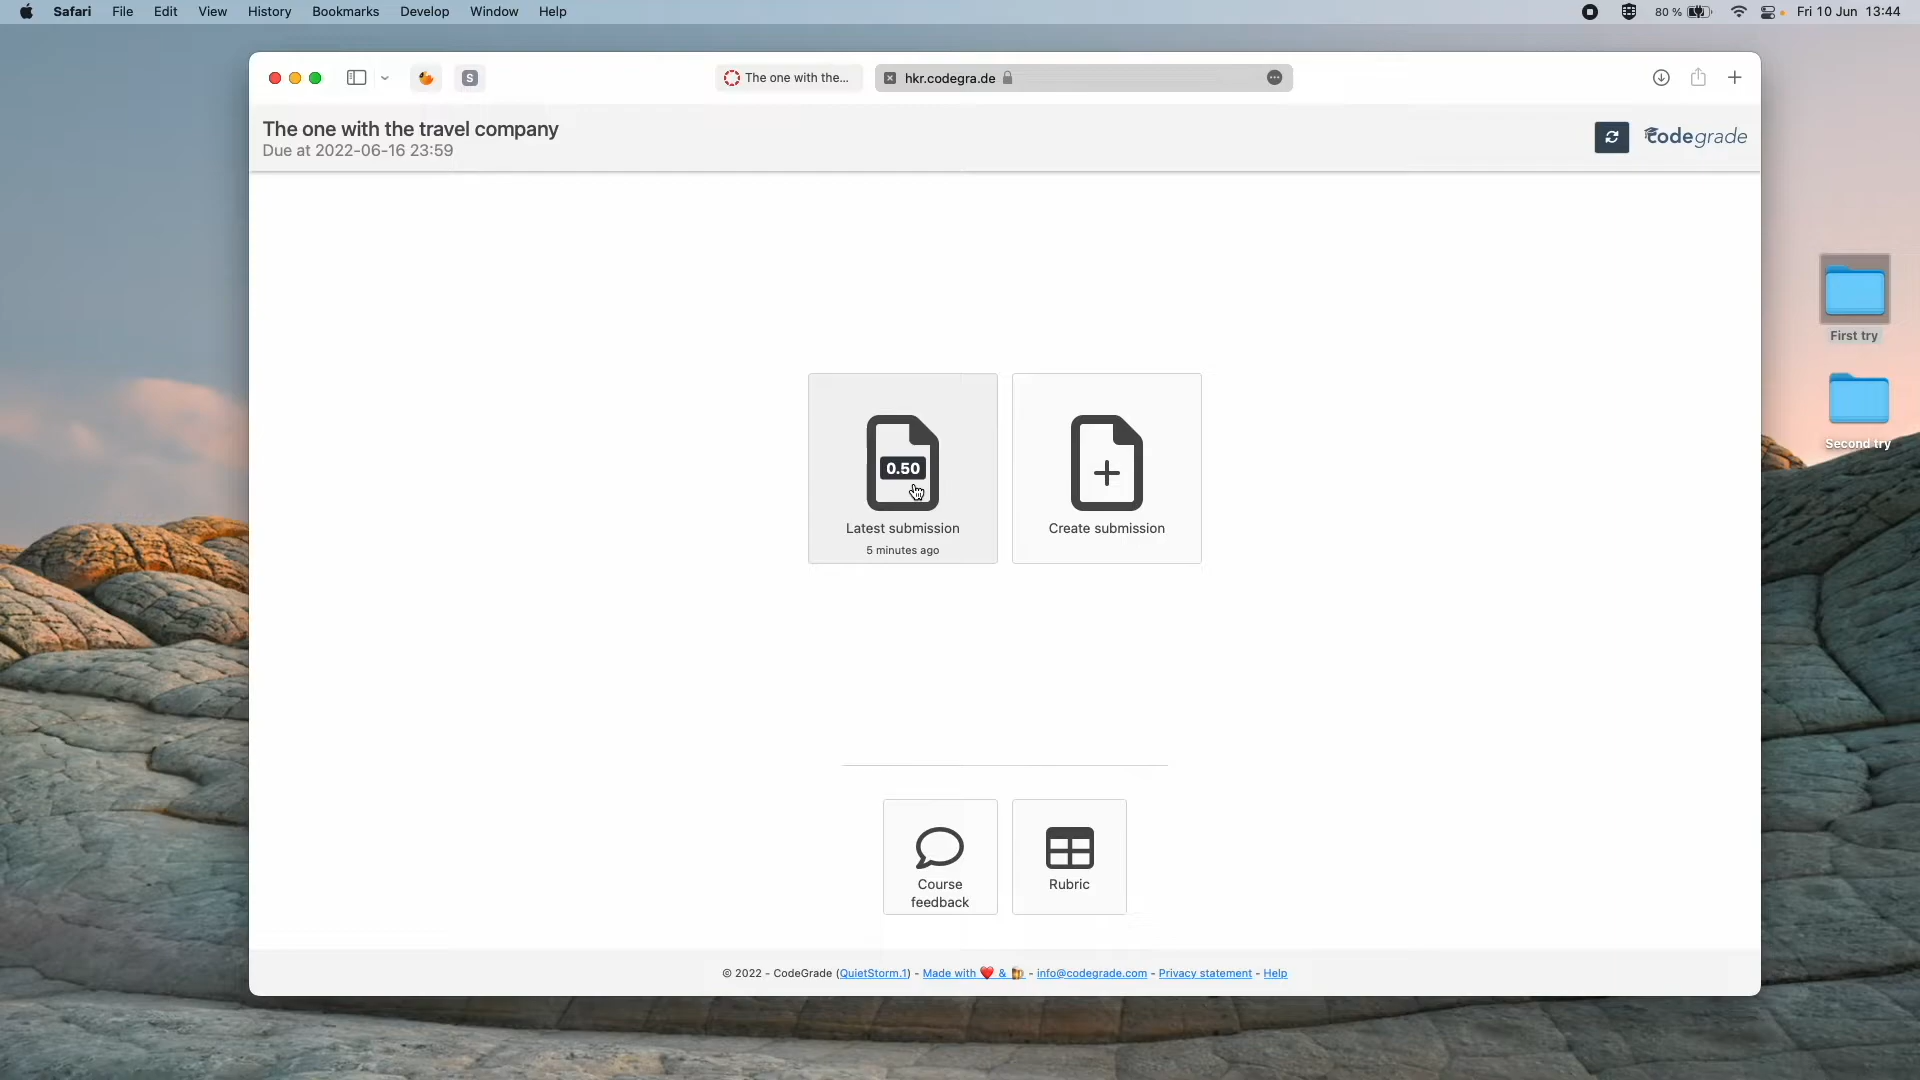 Safari File Edit View History Bookmarks Develop Window Help
80 % Fri 10 Jun 13:44
S The one with the... hkr.codegra.de
The one with the travel company
Due at 2022-06-16 23:59
codegrade
First try
Second try
0.50
Latest submission
5 minutes ago
Create submission
Course
feedback
Rubric
© 2022 - CodeGrade (QuietStorm.1) - Made with ❤️ & 🍻 - info@codegrade.com - Privacy statement - Help